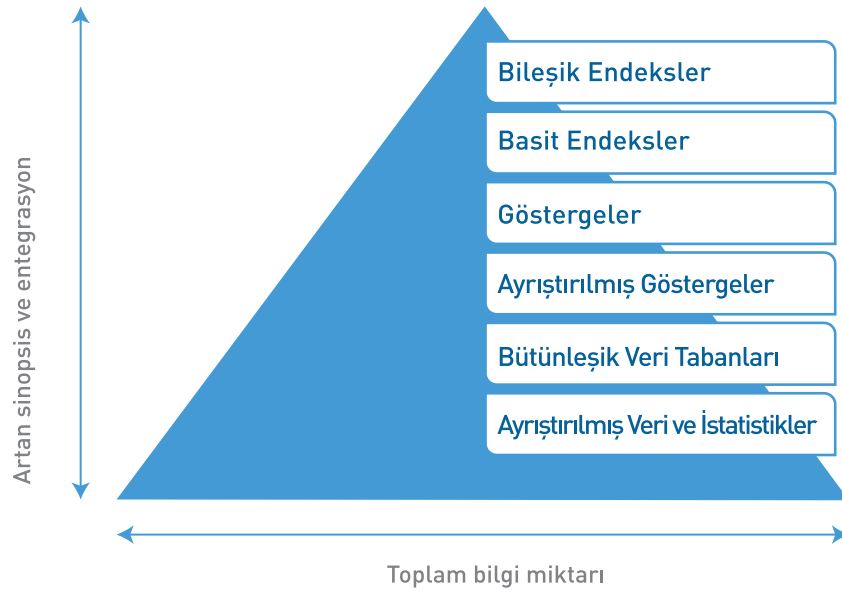 Bileşik Endeksler
Basit Endeksler
Göstergeler
Ayrıştırılmış Göstergeler
Bütünleşik Veri Tabanları
Ayrıştırılmış Veri ve İstatistikler
Artan sinopsis ve entegrasyon
Toplam bilgi miktarı